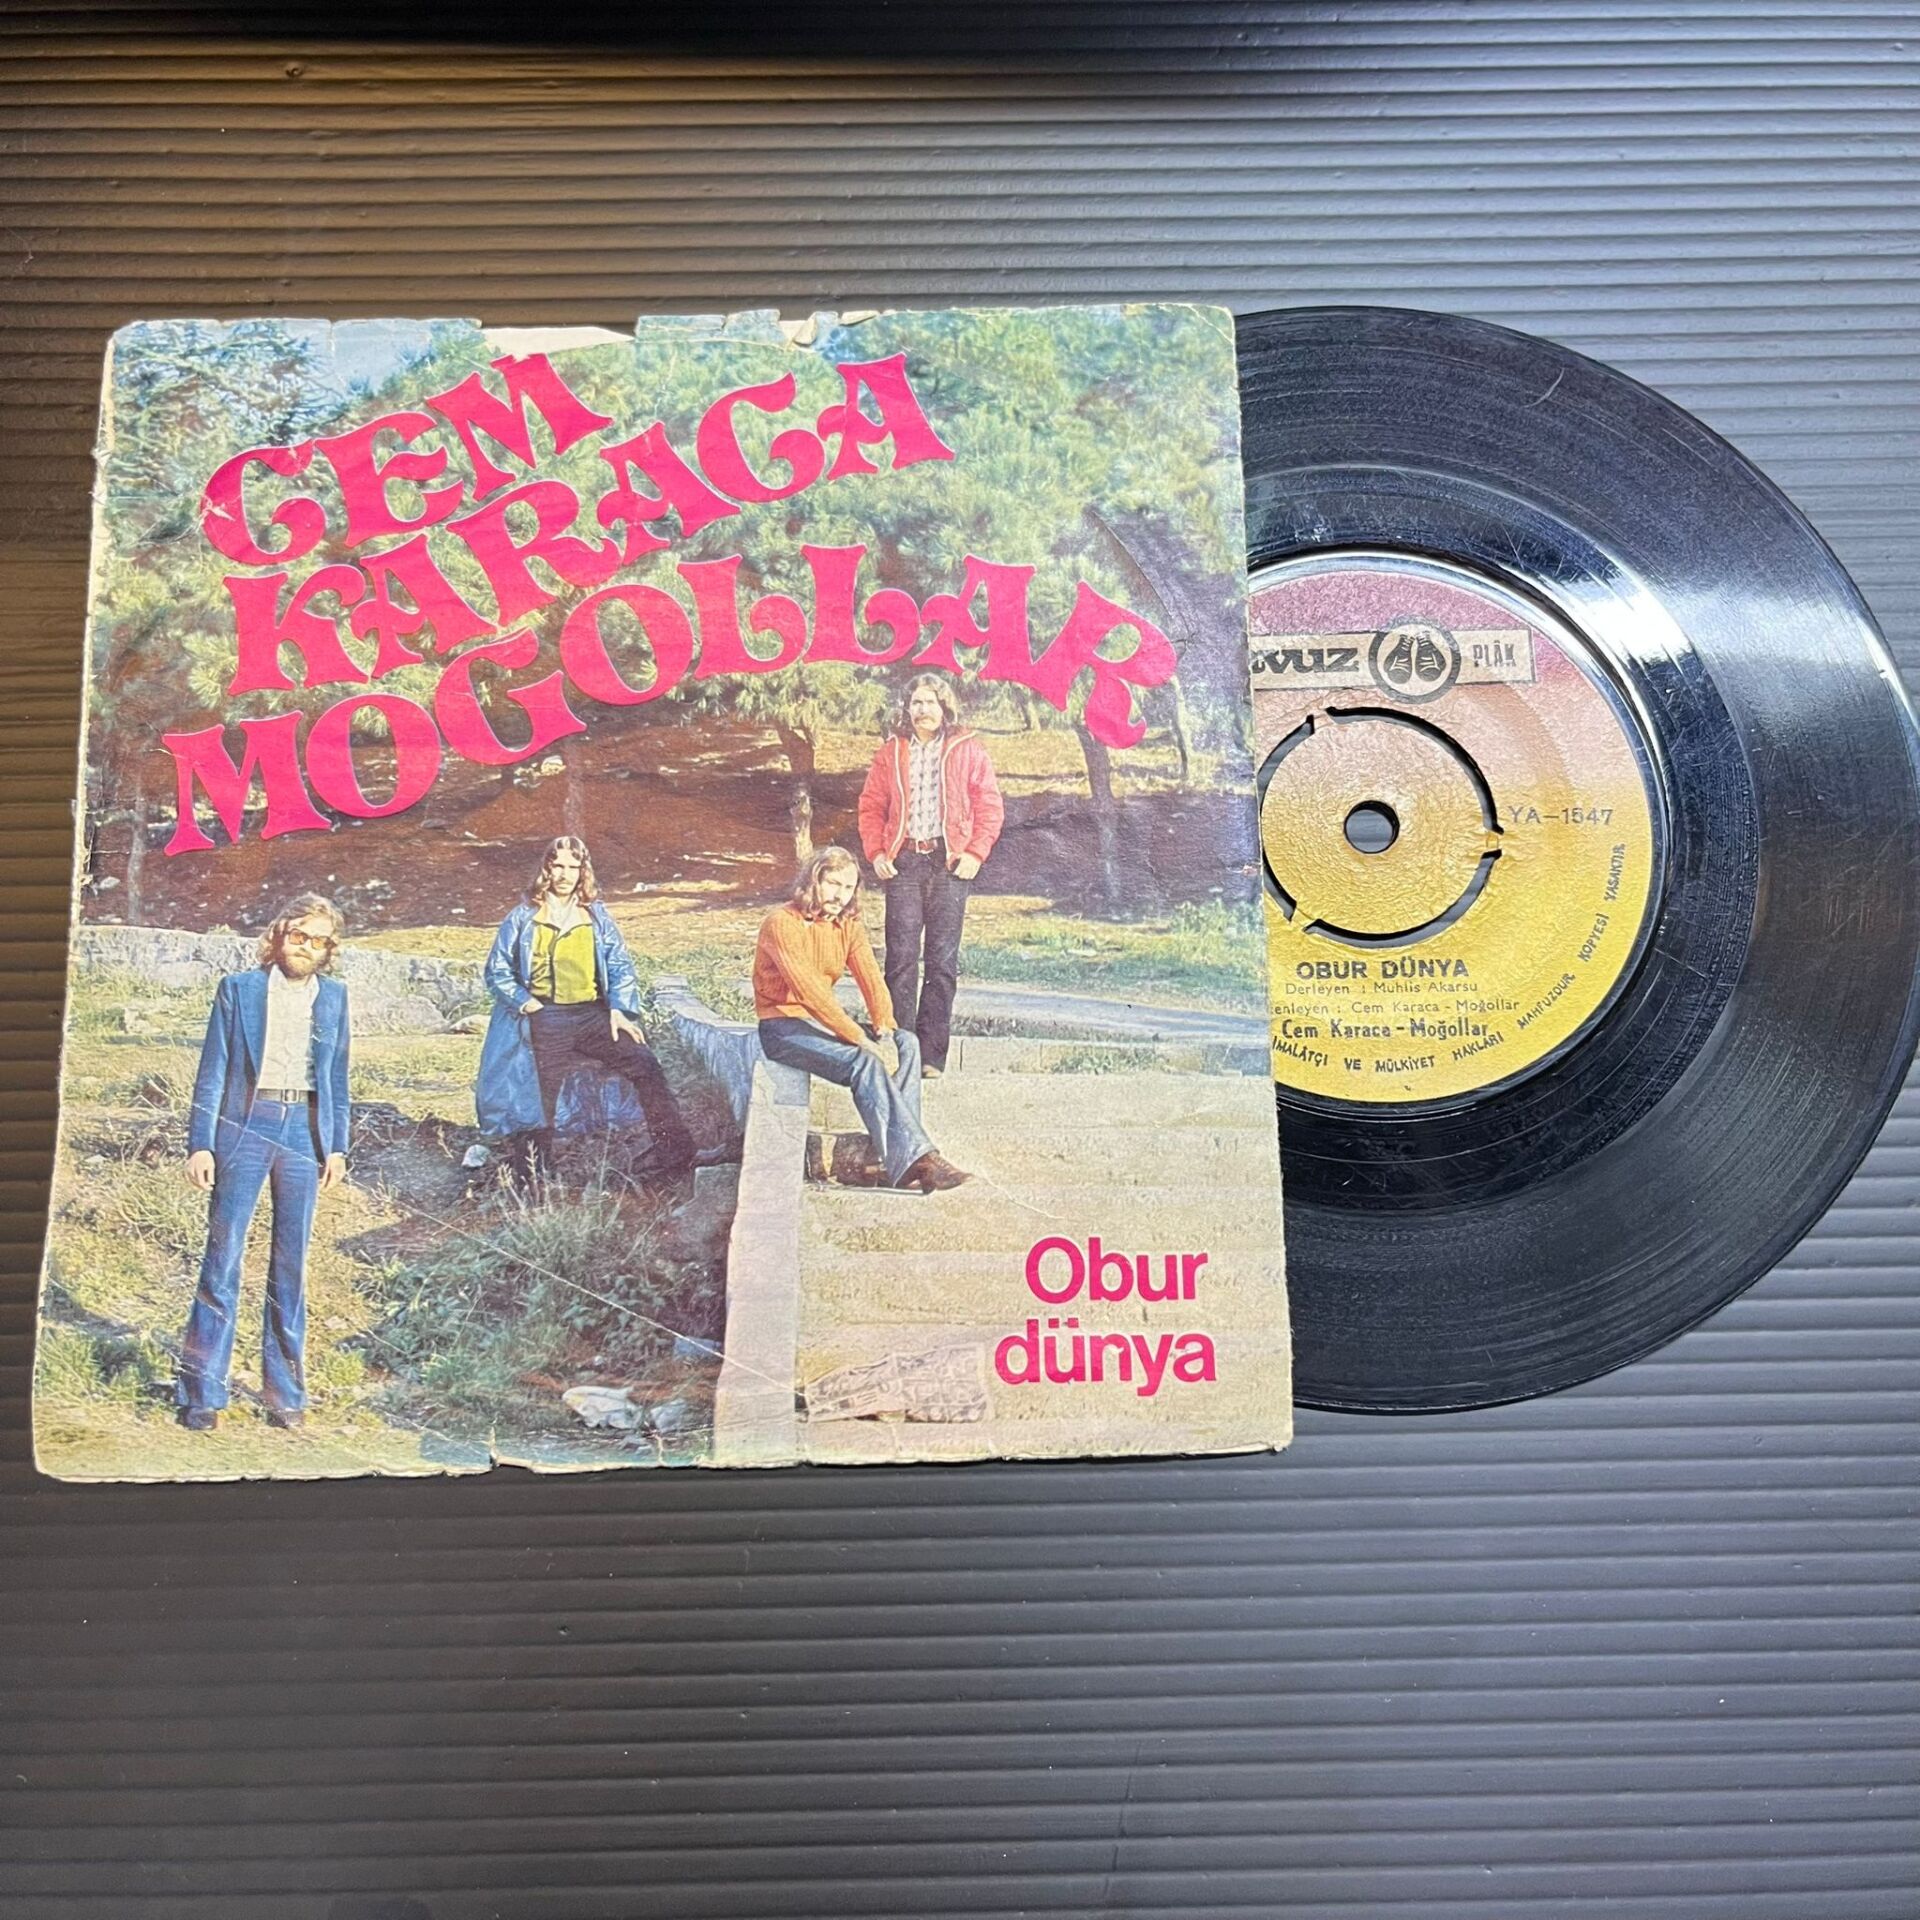 CEM
KARACA
MOGOLLAR
Obur
dünya
PLÂK
YA-1547
OBUR DÜNYA
Derleyen : Muhlis Akarsu
Cem Karaca - Moğollar
Cem Karaca - Moğollar
İMALÂTÇI VE MÜLKİYET HAKLARI MAHFUZDUR KOPYESİ YASAKTIR